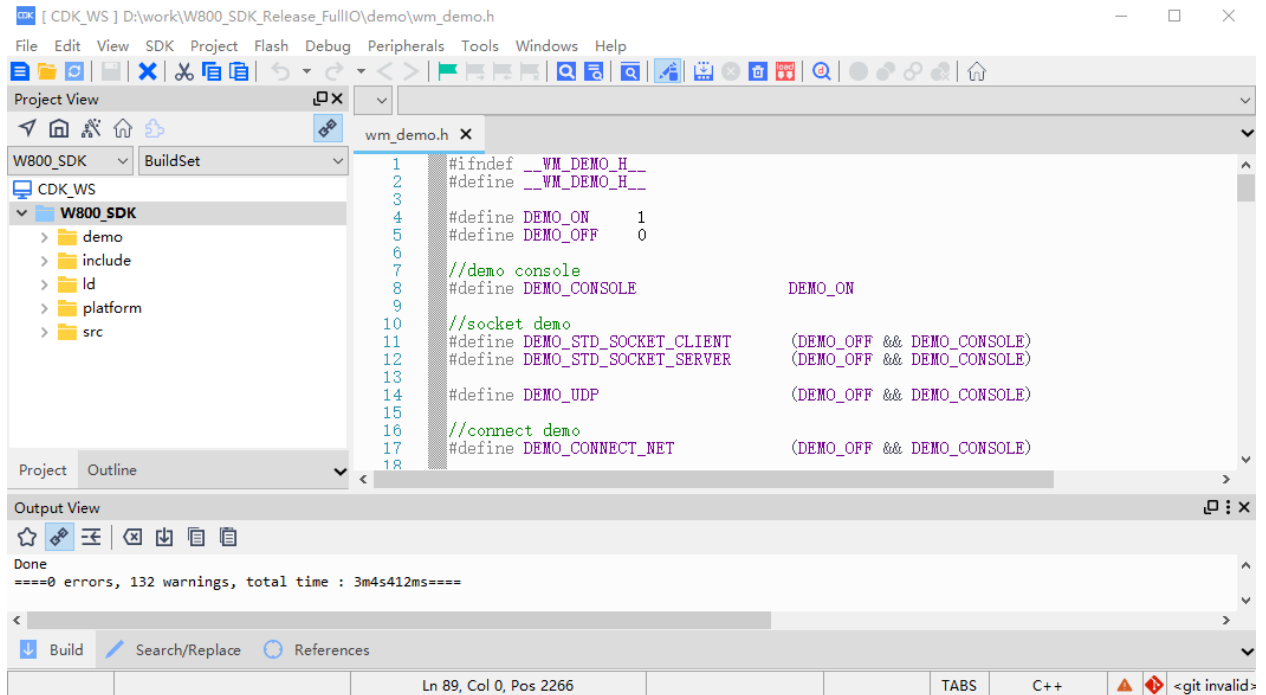 CDK [ CDK_WS ] D:\work\W800_SDK_Release_FullIO\demo\wm_demo.h
File Edit View SDK Project Flash Debug Peripherals Tools Windows Help
Project View
W800_SDK BuildSet
CDK_WS
W800_SDK
demo
include
ld
platform
src
Project Outline
wm_demo.h
1 #ifndef __WM_DEMO_H__
2 #define __WM_DEMO_H__
3
4 #define DEMO_ON 1
5 #define DEMO_OFF 0
6
7 //demo console
8 #define DEMO_CONSOLE DEMO_ON
9
10 //socket demo
11 #define DEMO_STD_SOCKET_CLIENT (DEMO_OFF && DEMO_CONSOLE)
12 #define DEMO_STD_SOCKET_SERVER (DEMO_OFF && DEMO_CONSOLE)
13
14 #define DEMO_UDP (DEMO_OFF && DEMO_CONSOLE)
15
16 //connect demo
17 #define DEMO_CONNECT_NET (DEMO_OFF && DEMO_CONSOLE)
18
Output View
Done
====0 errors, 132 warnings, total time : 3m4s412ms====
Build Search/Replace References
Ln 89, Col 0, Pos 2266 TABS C++ <git invalid>